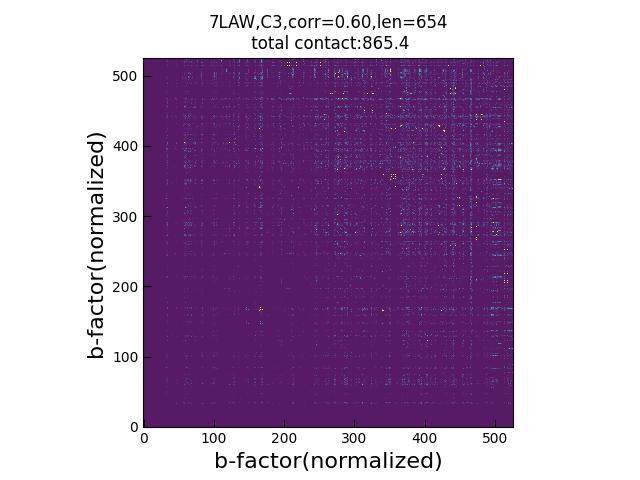 7LAW,C3,corr=0.60,len=654
total contact:865.4
b-factor(normalized)
500
400
300
200
100
0
0 100 200 300 400 500
b-factor(normalized)